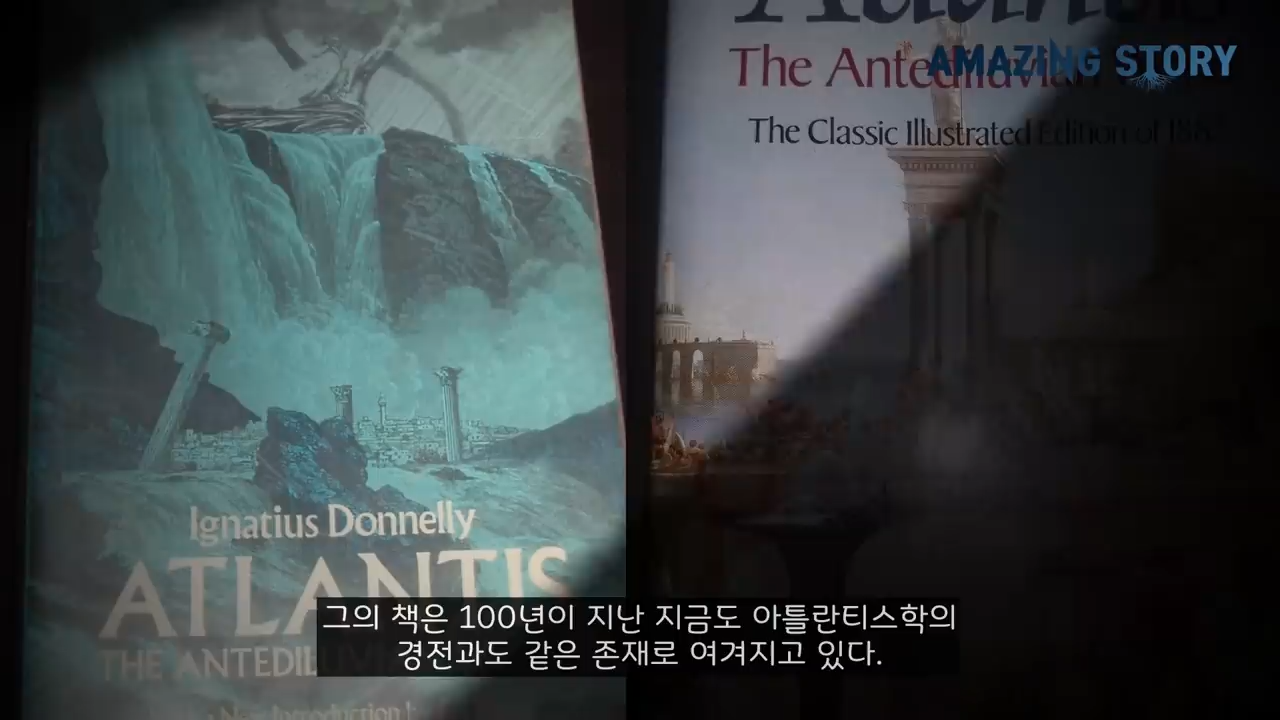 AMAZING STORY
The Antediluvian
The Classic Illustrated Edition of
Ignatius Donnelly
ATLANTIS
THE
그의 책은 100년이 지난 지금도 아틀란티스학의
경전과도 같은 존재로 여겨지고 있다.
New Introduction